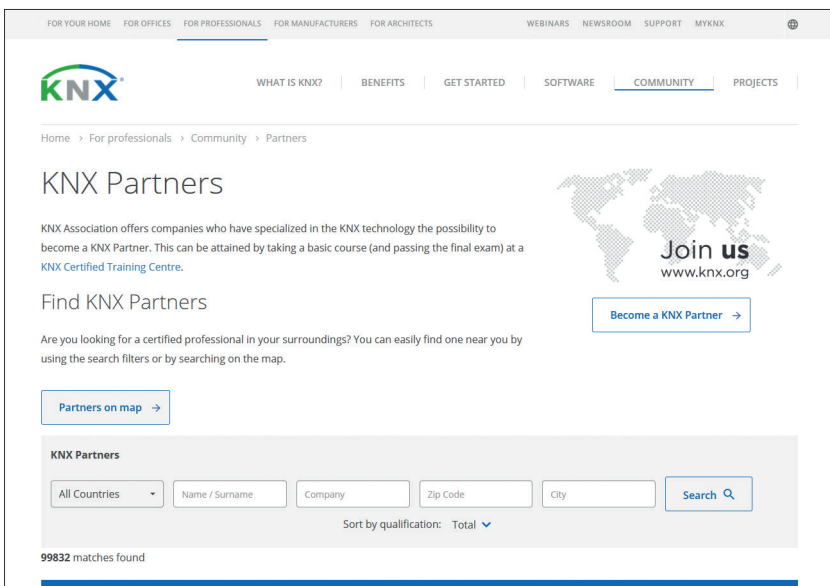 FOR YOUR HOME FOR OFFICES FOR PROFESSIONALS FOR MANUFACTURERS FOR ARCHITECTS WEBINARS NEWSROOM SUPPORT MYKNX
KNX
WHAT IS KNX? BENEFITS GET STARTED SOFTWARE COMMUNITY PROJECTS
Home > For professionals > Community > Partners
KNX Partners
KNX Association offers companies who have specialized in the KNX technology the possibility to
become a KNX Partner. This can be attained by taking a basic course (and passing the final exam) at a
KNX Certified Training Centre.
Join us
www.knx.org
Find KNX Partners
Become a KNX Partner →
Are you looking for a certified professional in your surroundings? You can easily find one near you by
using the search filters or by searching on the map.
Partners on map →
KNX Partners
All Countries Name / Surname Company Zip Code City Search
Sort by qualification: Total
99832 matches found